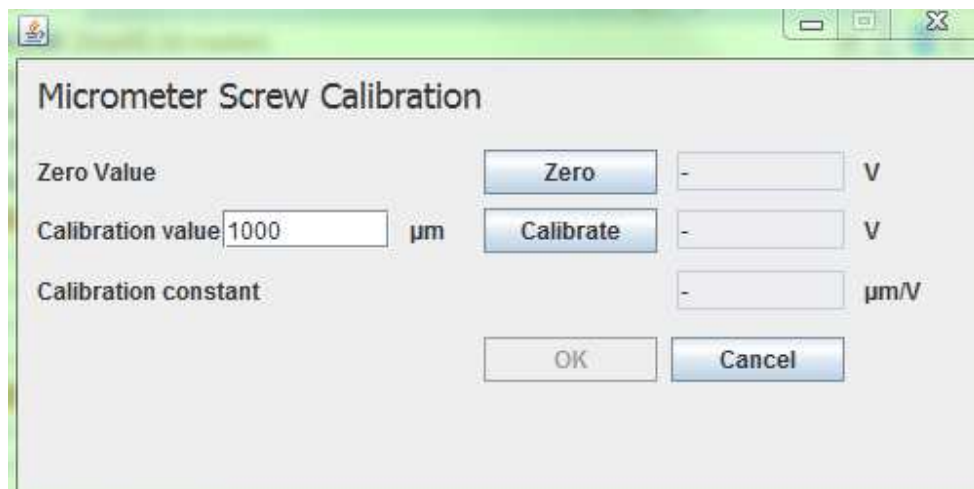 Micrometer Screw Calibration
Zero Value Zero - V
Calibration value 1000 µm Calibrate - V
Calibration constant - µm/V
OK Cancel